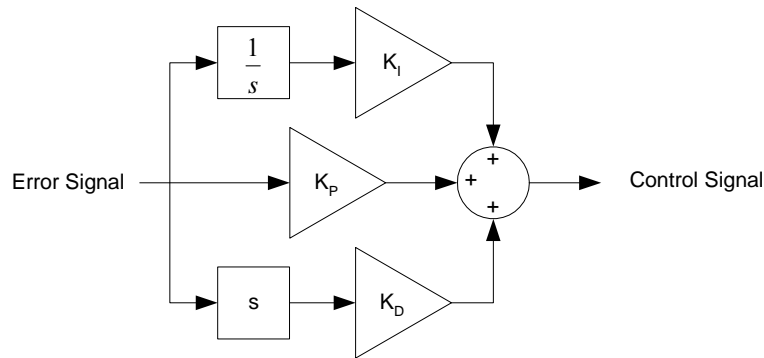 1
s
K_I
+
Error Signal
K_P
+
Control Signal
+
s
K_D